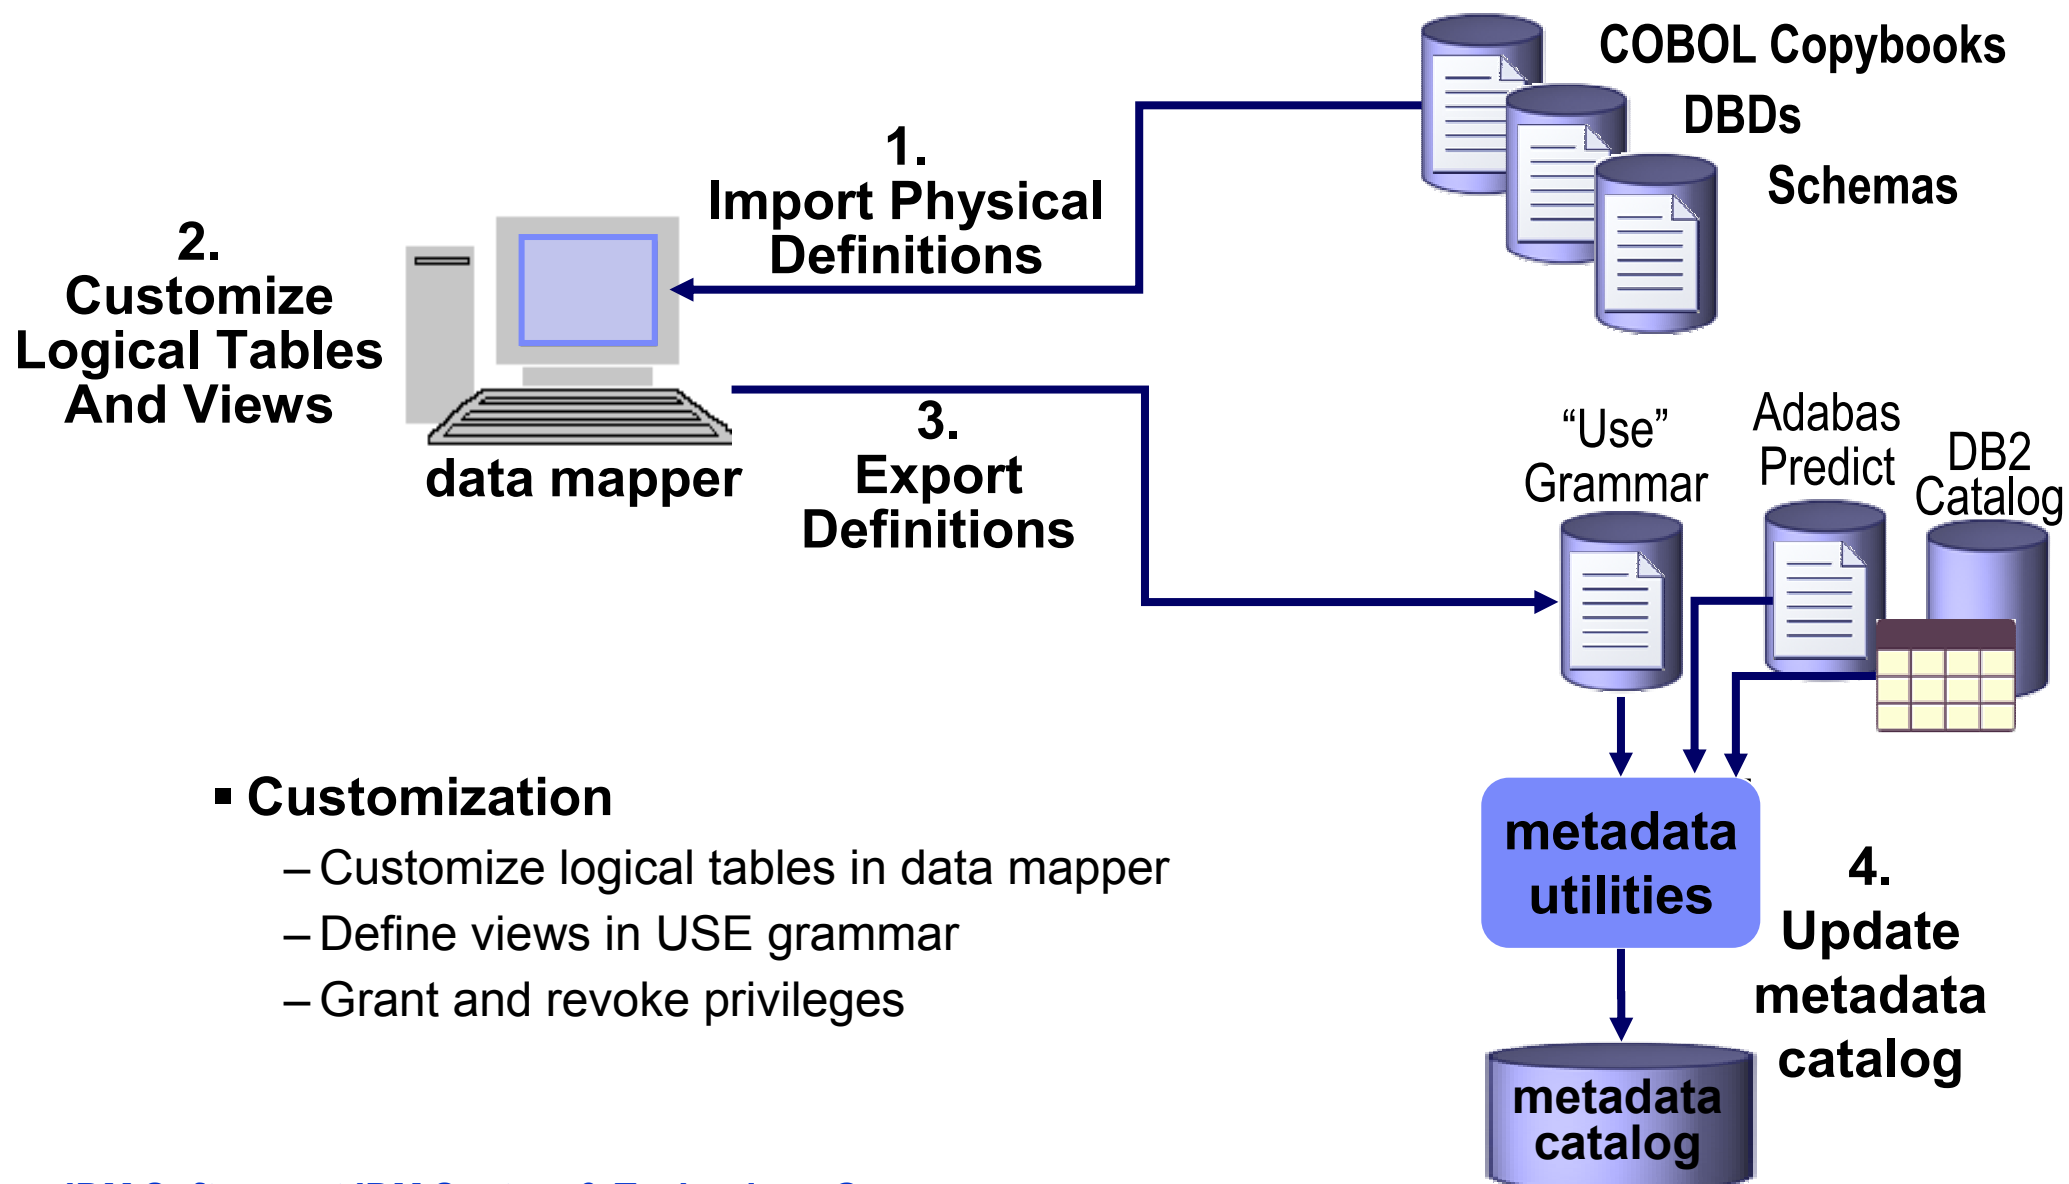 COBOL Copybooks
DBDs
Schemas
1.
Import Physical
Definitions
2.
Customize
Logical Tables
And Views
data mapper
3.
Export
Definitions
“Use”
Grammar
Adabas
Predict
DB2
Catalog
▪ Customization
– Customize logical tables in data mapper
– Define views in USE grammar
– Grant and revoke privileges
metadata
utilities
4.
Update
metadata
catalog
metadata
catalog